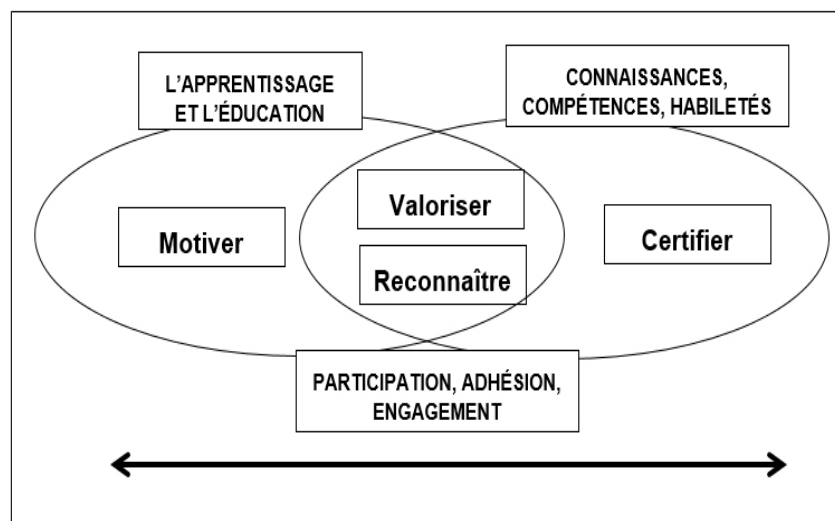 L'APPRENTISSAGE
ET L'ÉDUCATION
CONNAISSANCES,
COMPÉTENCES, HABILETÉS
Motiver
Valoriser
Reconnaître
Certifier
PARTICIPATION, ADHÉSION,
ENGAGEMENT